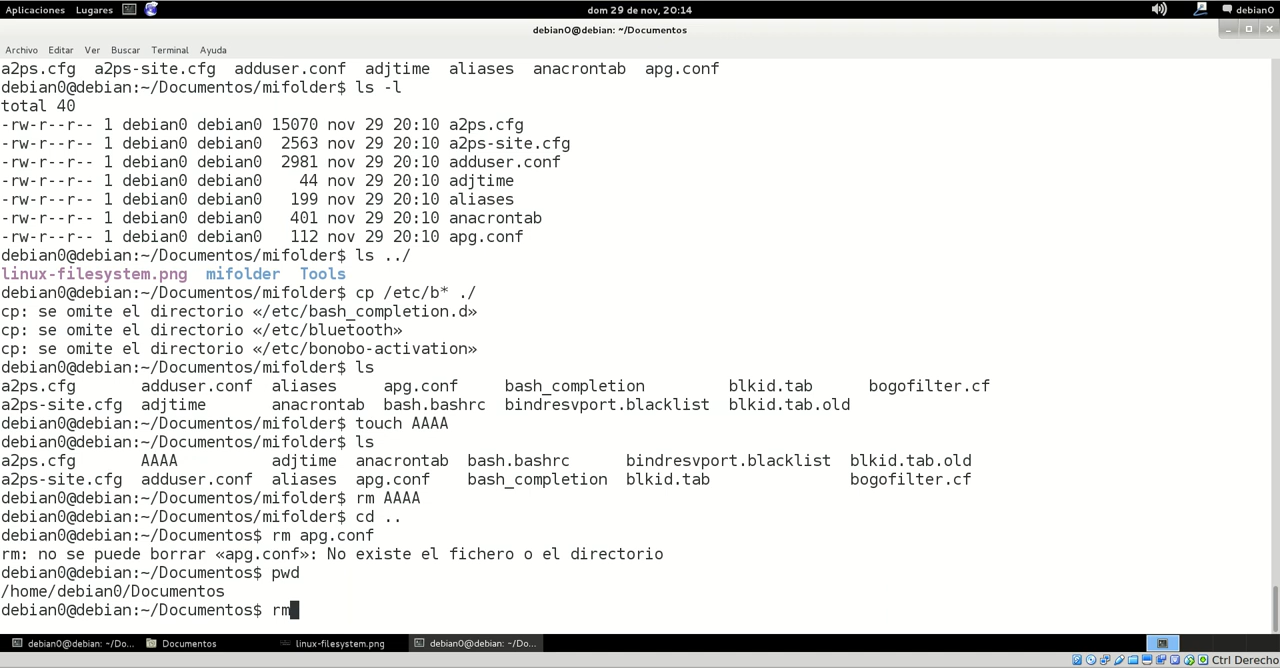 Aplicaciones Lugares dom 29 de nov, 20:14 debian0
debian0@debian: ~/Documentos
Archivo Editar Ver Buscar Terminal Ayuda
a2ps.cfg  a2ps-site.cfg  adduser.conf  adjtime  aliases  anacrontab  apg.conf
debian0@debian:~/Documentos/mifolder$ ls -l
total 40
-rw-r--r-- 1 debian0 debian0 15070 nov 29 20:10 a2ps.cfg
-rw-r--r-- 1 debian0 debian0  2563 nov 29 20:10 a2ps-site.cfg
-rw-r--r-- 1 debian0 debian0  2981 nov 29 20:10 adduser.conf
-rw-r--r-- 1 debian0 debian0    44 nov 29 20:10 adjtime
-rw-r--r-- 1 debian0 debian0   199 nov 29 20:10 aliases
-rw-r--r-- 1 debian0 debian0   401 nov 29 20:10 anacrontab
-rw-r--r-- 1 debian0 debian0   112 nov 29 20:10 apg.conf
debian0@debian:~/Documentos/mifolder$ ls ../
linux-filesystem.png  mifolder  Tools
debian0@debian:~/Documentos/mifolder$ cp /etc/b* ./
cp: se omite el directorio «/etc/bash_completion.d»
cp: se omite el directorio «/etc/bluetooth»
cp: se omite el directorio «/etc/bonobo-activation»
debian0@debian:~/Documentos/mifolder$ ls
a2ps.cfg       adduser.conf  aliases     apg.conf     bash_completion         blkid.tab      bogofilter.cf
a2ps-site.cfg  adjtime       anacrontab  bash.bashrc  bindresvport.blacklist  blkid.tab.old
debian0@debian:~/Documentos/mifolder$ touch AAAA
debian0@debian:~/Documentos/mifolder$ ls
a2ps.cfg       AAAA          adjtime  anacrontab  bash.bashrc      bindresvport.blacklist  blkid.tab.old
a2ps-site.cfg  adduser.conf  aliases  apg.conf    bash_completion  blkid.tab               bogofilter.cf
debian0@debian:~/Documentos/mifolder$ rm AAAA
debian0@debian:~/Documentos/mifolder$ cd ..
debian0@debian:~/Documentos$ rm apg.conf
rm: no se puede borrar «apg.conf»: No existe el fichero o el directorio
debian0@debian:~/Documentos$ pwd
/home/debian0/Documentos
debian0@debian:~/Documentos$ rm
debian0@debian: ~/Do... Documentos linux-filesystem.png debian0@debian: ~/Do...
Ctrl Derecho